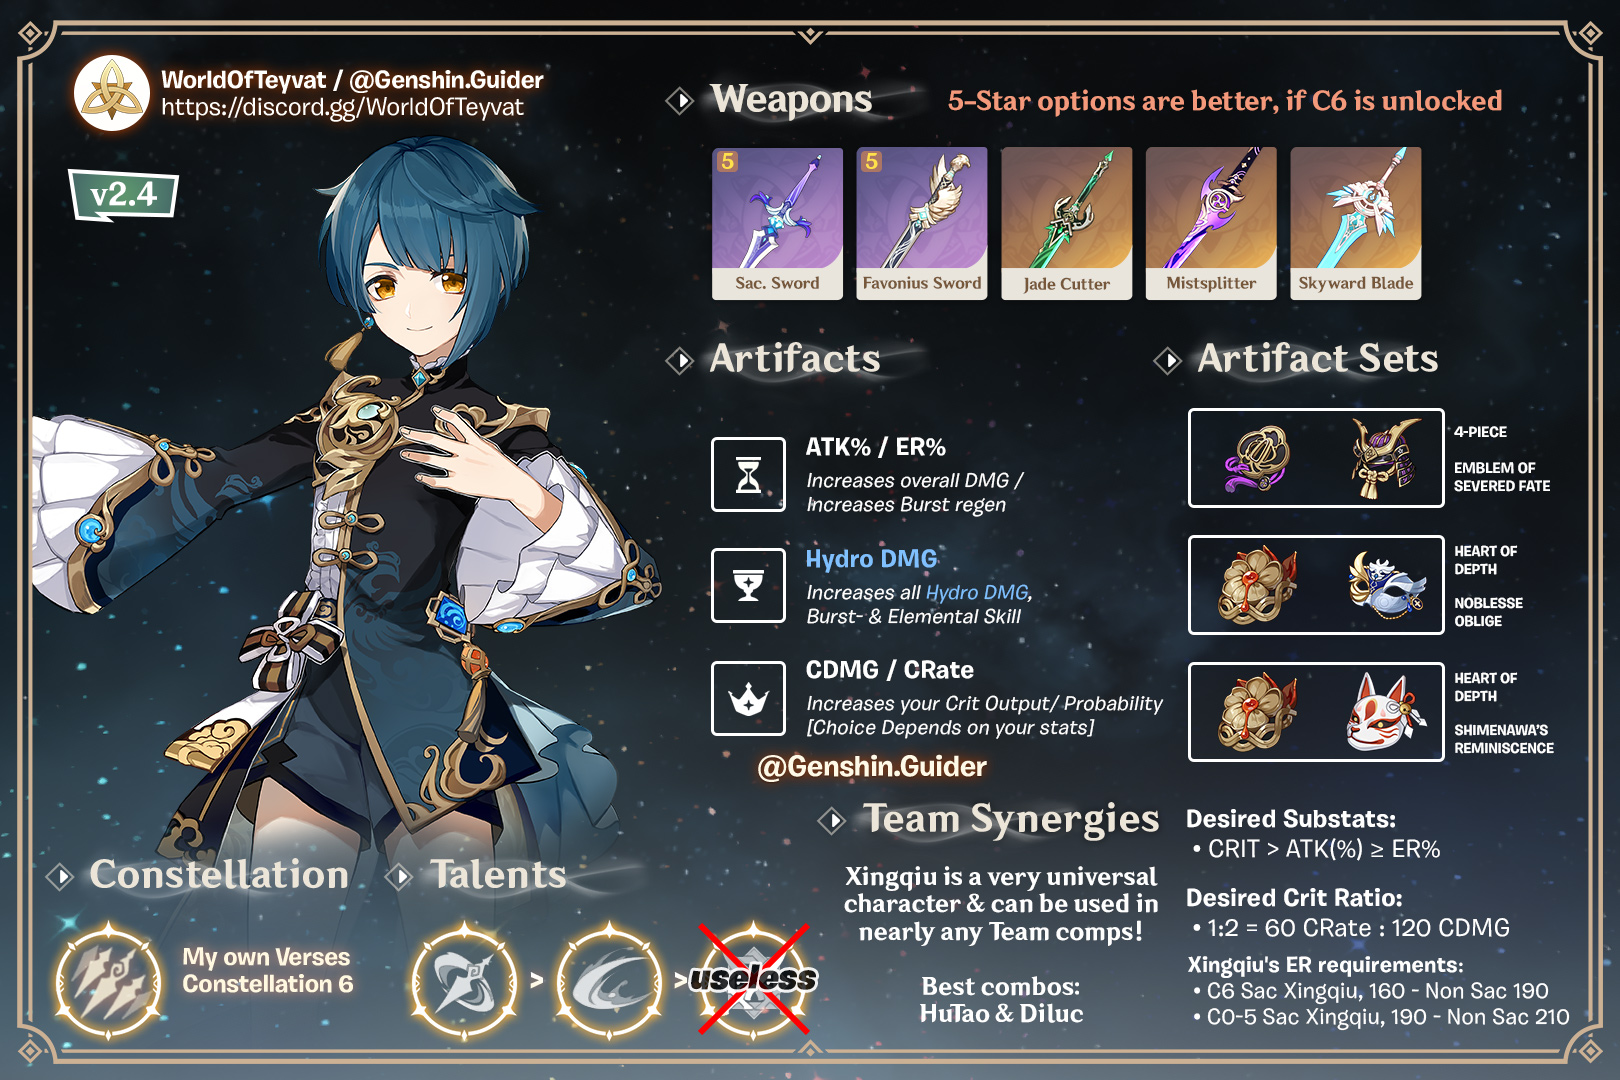 WorldOfTeyvat / @Genshin.Guider
https://discord.gg/WorldOfTeyvat
v2.4
Weapons
5-Star options are better, if C6 is unlocked
5
5
Sac. Sword
Favonius Sword
Jade Cutter
Mistsplitter
Skyward Blade
Artifacts
ATK% / ER%
Increases overall DMG /
Increases Burst regen
Hydro DMG
Increases all Hydro DMG,
Burst- & Elemental Skill
CDMG / CRate
Increases your Crit Output/ Probability
[Choice Depends on your stats]
@Genshin.Guider
Artifact Sets
4-PIECE
EMBLEM OF
SEVERED FATE
HEART OF
DEPTH
NOBLESSE
OBLIGE
HEART OF
DEPTH
SHIMENAWA'S
REMINISCENCE
Constellation
My own Verses
Constellation 6
Talents
>
>
useless
Team Synergies
Xingqiu is a very universal
character & can be used in
nearly any Team comps!
Best combos:
HuTao & Diluc
Desired Substats:
• CRIT > ATK(%) ≥ ER%
Desired Crit Ratio:
• 1:2 = 60 CRate : 120 CDMG
Xingqiu's ER requirements:
• C6 Sac Xingqiu, 160 - Non Sac 190
• C0-5 Sac Xingqiu, 190 - Non Sac 210